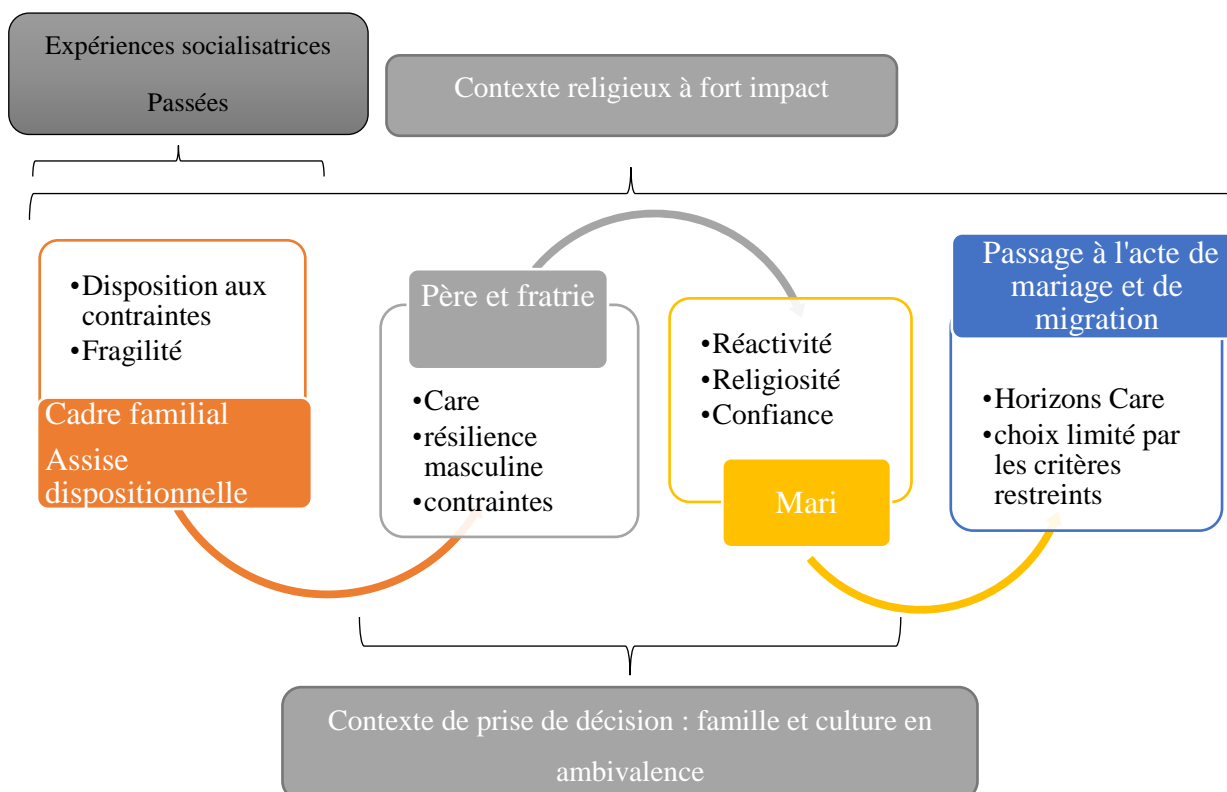 Expériences socialisatrices
Passées
Contexte religieux à fort impact
•Disposition aux
contraintes
•Fragilité
Cadre familial
Assise
dispositionnelle
Père et fratrie
•Care
•résilience
masculine
•contraintes
•Réactivité
•Religiosité
•Confiance
Mari
Passage à l'acte de
mariage et de
migration
•Horizons Care
•choix limité par
les critères
restreints
Contexte de prise de décision : famille et culture en
ambivalence